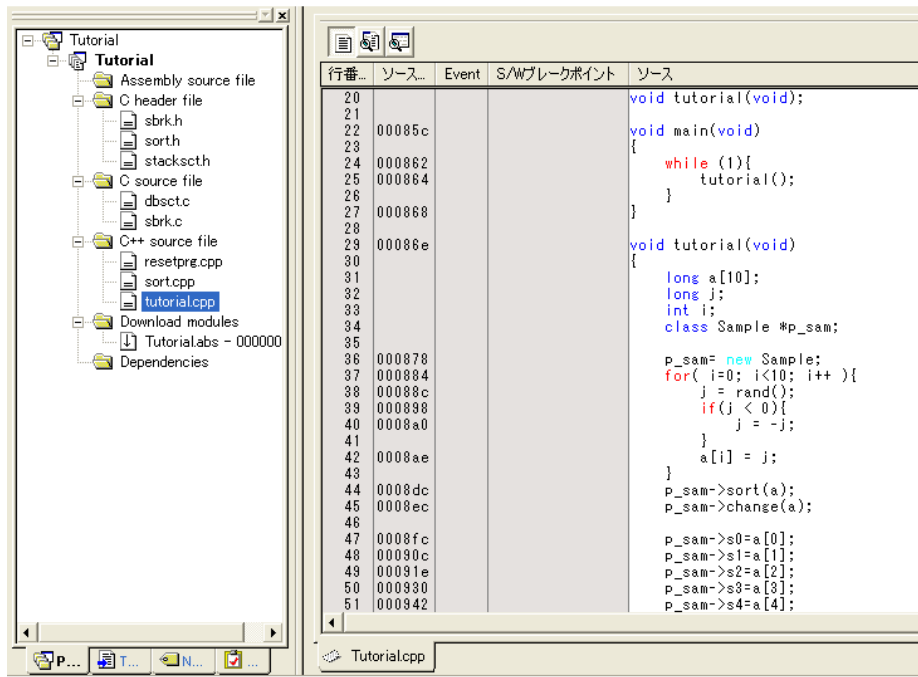 Tutorial
Tutorial
Assembly source file
C header file
sbrk.h
sort.h
stacksct.h
C source file
dbsct.c
sbrk.c
C++ source file
resetprg.cpp
sort.cpp
tutorial.cpp
Download modules
Tutorial.abs - 000000
Dependencies
P...
T...
N...
...
行番... ソース... Event S/Wブレークポイント ソース
20 void tutorial(void);
21
22 00085c void main(void)
23 {
24 000862 while (1){
25 000864 tutorial();
26 }
27 000868 }
28
29 00086e void tutorial(void)
30 {
31 long a[10];
32 long j;
33 int i;
34 class Sample *p_sam;
35
36 000878 p_sam= new Sample;
37 000884 for( i=0; i<10; i++ ){
38 00088c j = rand();
39 000898 if(j < 0){
40 0008a0 j = -j;
41 }
42 0008ae a[i] = j;
43 }
44 0008dc p_sam->sort(a);
45 0008ec p_sam->change(a);
46
47 0008fc p_sam->s0=a[0];
48 00090c p_sam->s1=a[1];
49 00091e p_sam->s2=a[2];
50 000930 p_sam->s3=a[3];
51 000942 p_sam->s4=a[4];
Tutorial.cpp